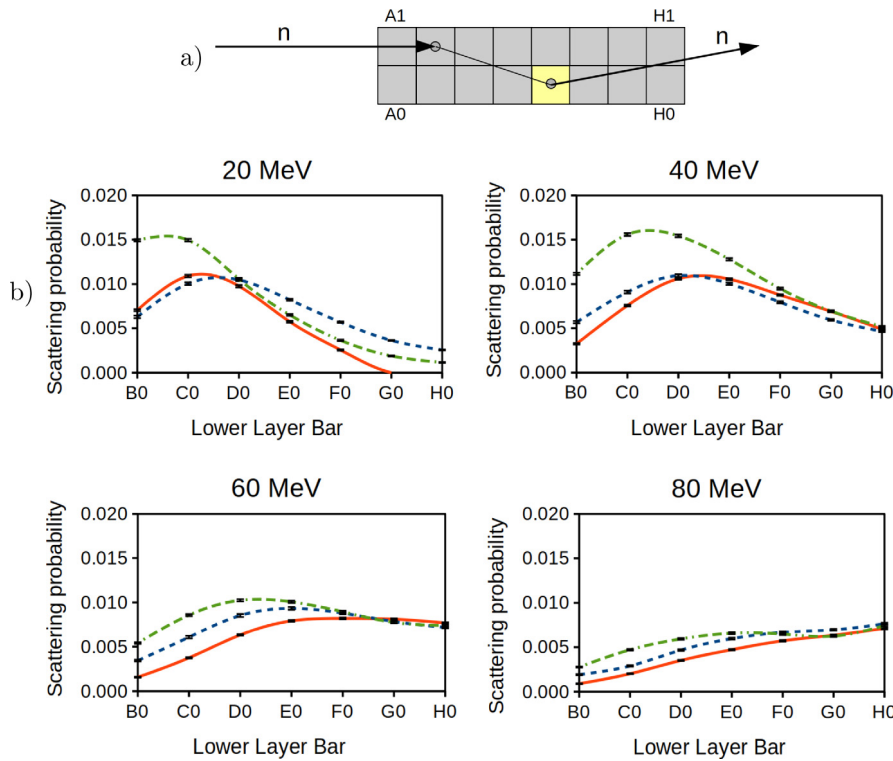 A1 H1
n n
a)
A0 H0
20 MeV 40 MeV
b)
Scattering probability
0.020
0.015
0.010
0.005
0.000
B0 C0 D0 E0 F0 G0 H0
Lower Layer Bar
Scattering probability
0.020
0.015
0.010
0.005
0.000
B0 C0 D0 E0 F0 G0 H0
Lower Layer Bar
60 MeV 80 MeV
Scattering probability
0.020
0.015
0.010
0.005
0.000
B0 C0 D0 E0 F0 G0 H0
Lower Layer Bar
Scattering probability
0.020
0.015
0.010
0.005
0.000
B0 C0 D0 E0 F0 G0 H0
Lower Layer Bar